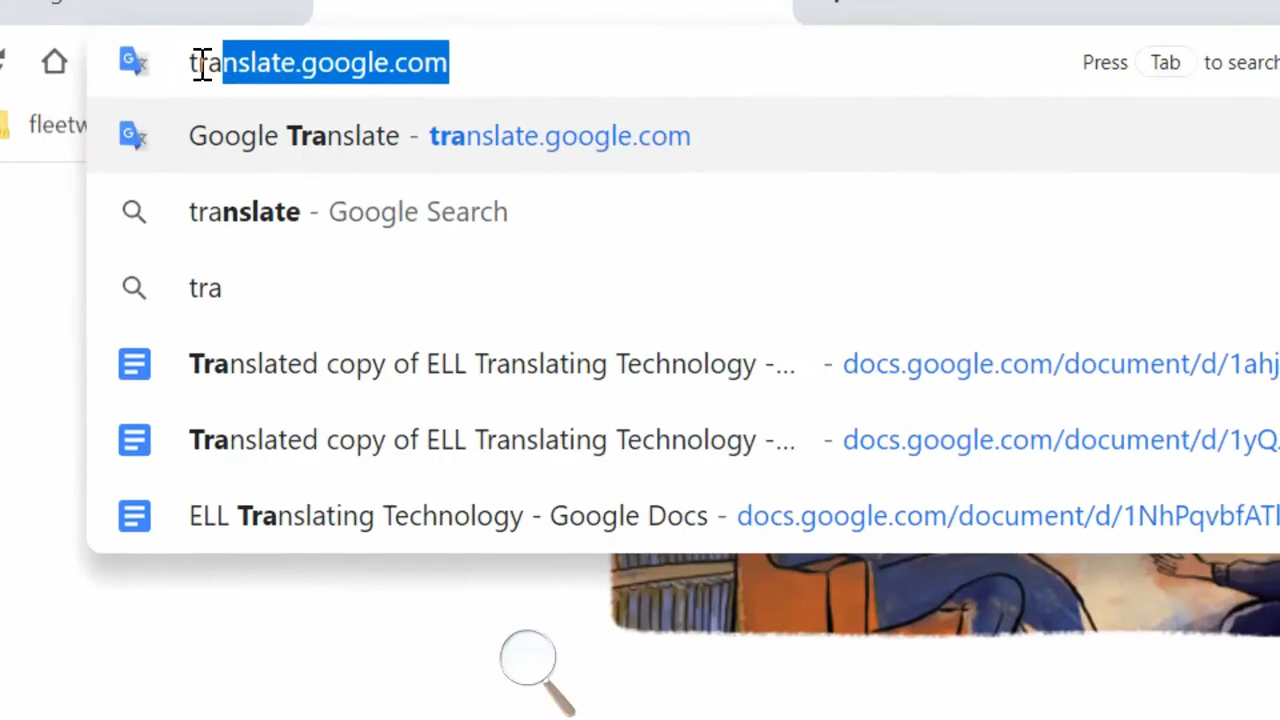 translate.google.com Press Tab to search
fleetw
Google Translate - translate.google.com
translate - Google Search
tra
Translated copy of ELL Translating Technology -... - docs.google.com/document/d/1ahj
Translated copy of ELL Translating Technology -... - docs.google.com/document/d/1yQ
ELL Translating Technology - Google Docs - docs.google.com/document/d/1NhPqvbfATl